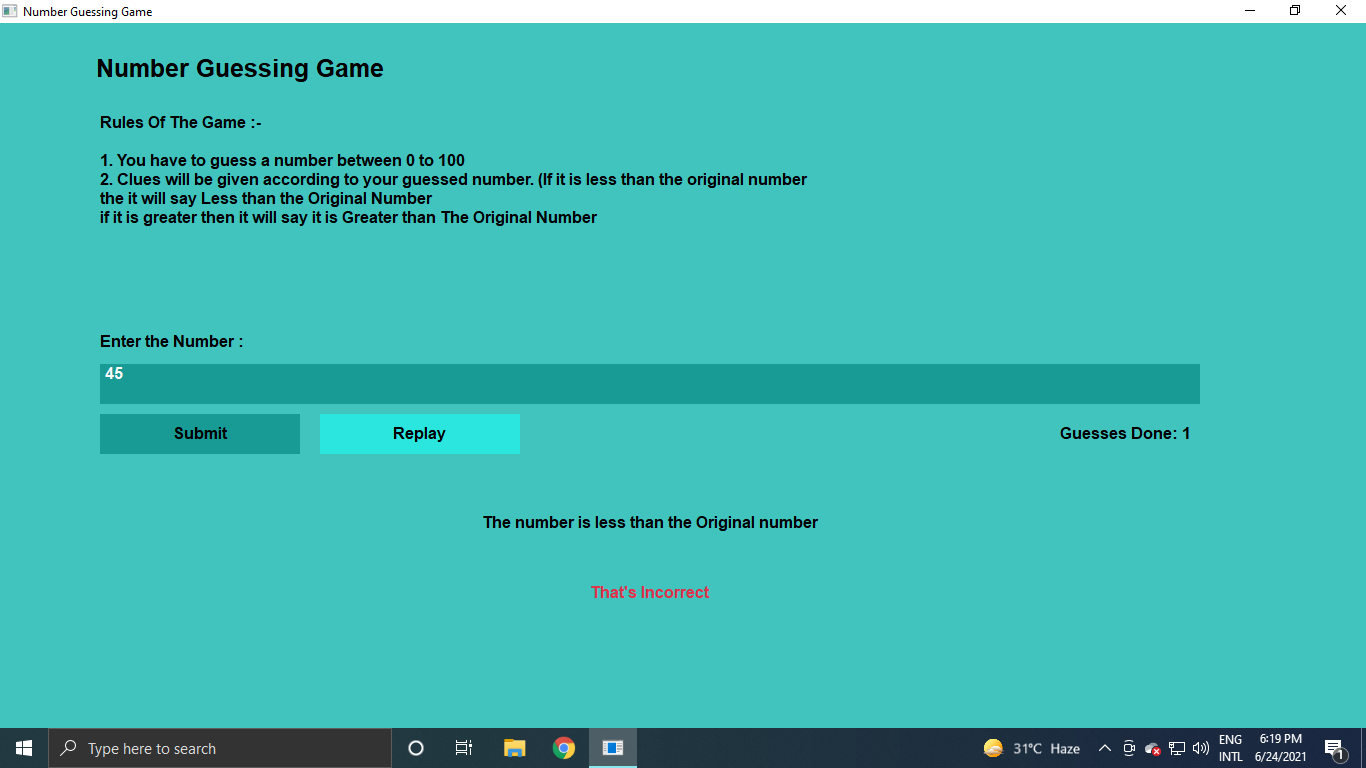 Number Guessing Game
Number Guessing Game
Rules Of The Game :-
1. You have to guess a number between 0 to 100
2. Clues will be given according to your guessed number. (If it is less than the original number
the it will say Less than the Original Number
if it is greater then it will say it is Greater than The Original Number
Enter the Number :
45
Submit
Replay
Guesses Done: 1
The number is less than the Original number
That's Incorrect
Type here to search
31°C Haze
ENG
INTL
6:19 PM
6/24/2021
1